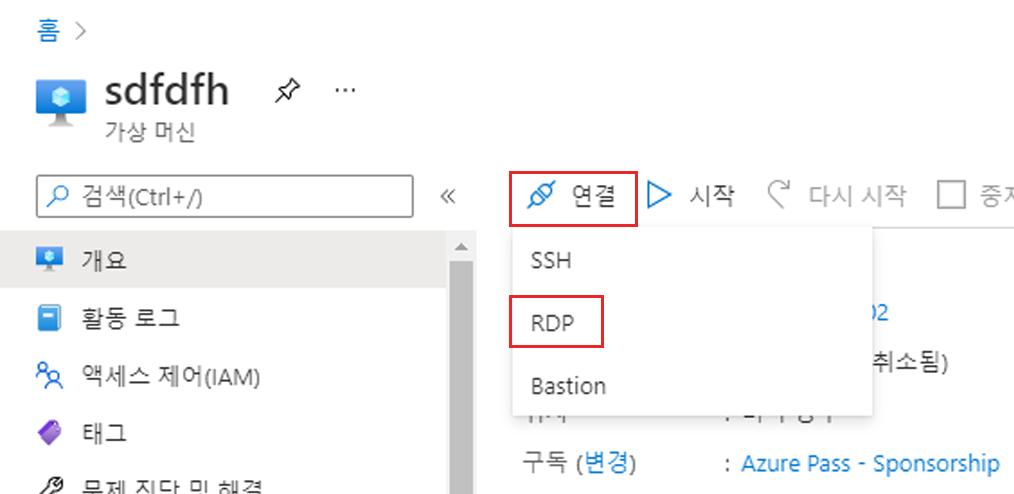 홈
sdfdfh
가상 머신
검색(Ctrl+/)
연결 시작 다시 시작
개요
활동 로그
액세스 제어(IAM)
태그
문제 진단 및 해결
SSH
RDP
Bastion
02
취소됨)
구독 (변경) : Azure Pass - Sponsorship